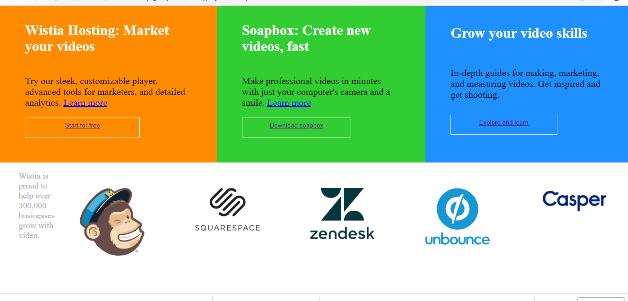 Wistia Hosting: Market
your videos
Try our sleek, customizable player,
advanced tools for marketers, and detailed
analytics. Learn more
Start for free
Soapbox: Create new
videos, fast
Make professional videos in minutes
with just your computer's camera and a
smile. Learn more
Download soapbox
Grow your video skills
In-depth guides for making, marketing,
and measuring videos. Get inspired and
get shooting.
Explore and learn
Wistia is
proud to
help over
300,000
businesses
grow with
video.
SQUARESPACE
zendesk
unbounce
Casper